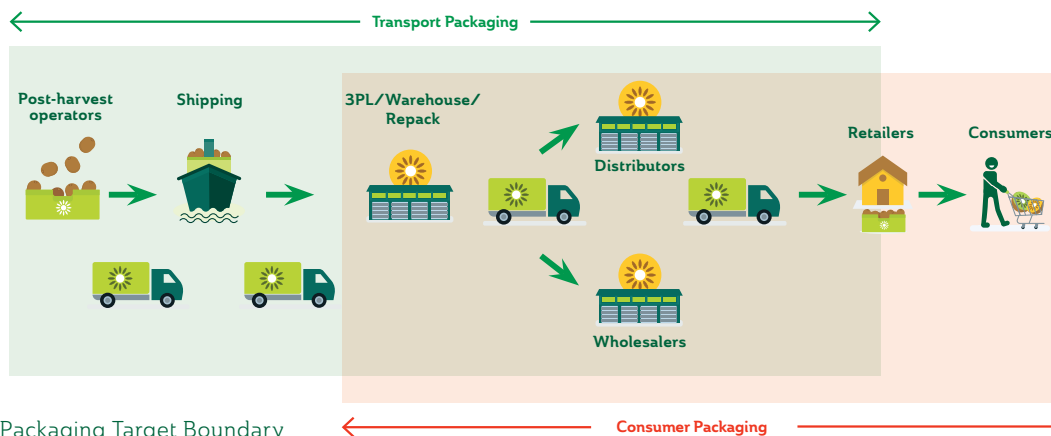 Transport Packaging
Post-harvest
operators
Shipping
3PL/Warehouse/
Repack
Distributors
Retailers
Consumers
Wholesalers
Packaging Target Boundary
Consumer Packaging